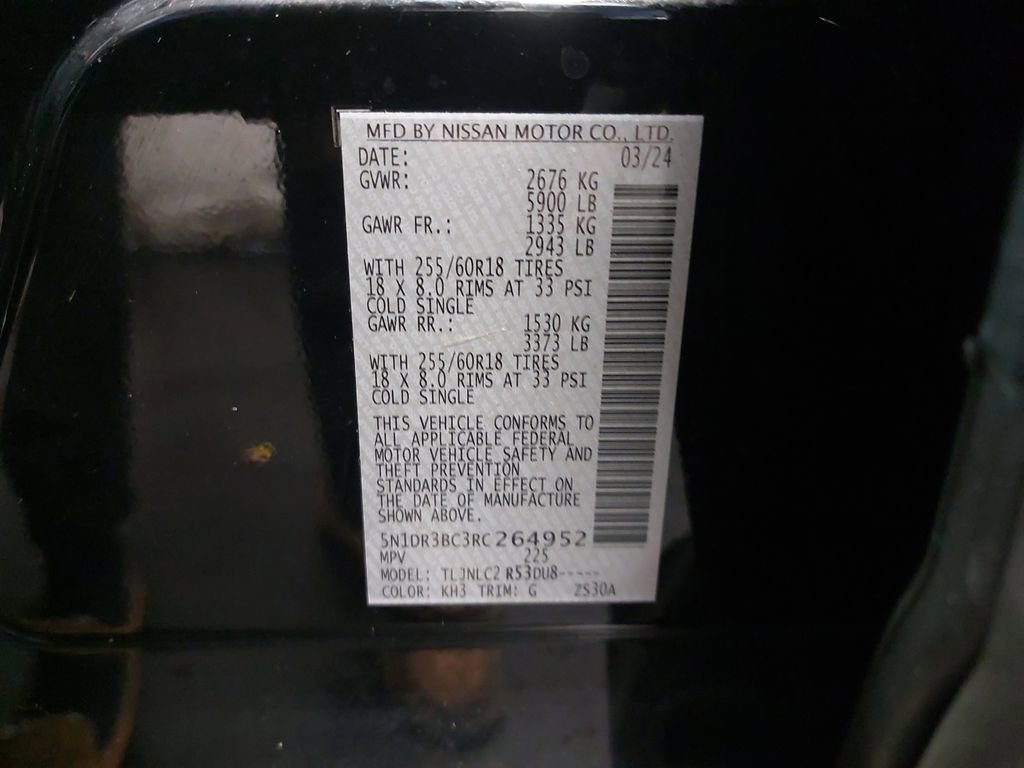 MFD BY NISSAN MOTOR CO., LTD.
DATE: 03/24
GVWR: 2676 KG
5900 LB
GAWR FR.: 1335 KG
2943 LB
WITH 255/60R18 TIRES
18 X 8.0 RIMS AT 33 PSI
COLD SINGLE
GAWR RR.: 1530 KG
3373 LB
WITH 255/60R18 TIRES
18 X 8.0 RIMS AT 33 PSI
COLD SINGLE
THIS VEHICLE CONFORMS TO
ALL APPLICABLE FEDERAL
MOTOR VEHICLE SAFETY AND
THEFT PREVENTION
STANDARDS IN EFFECT ON
THE DATE OF MANUFACTURE
SHOWN ABOVE.
5N1DR3BC3RC264952
MPV 225
MODEL: TLJNLC2 R53DU8-----
COLOR: KH3 TRIM: G ZS30A